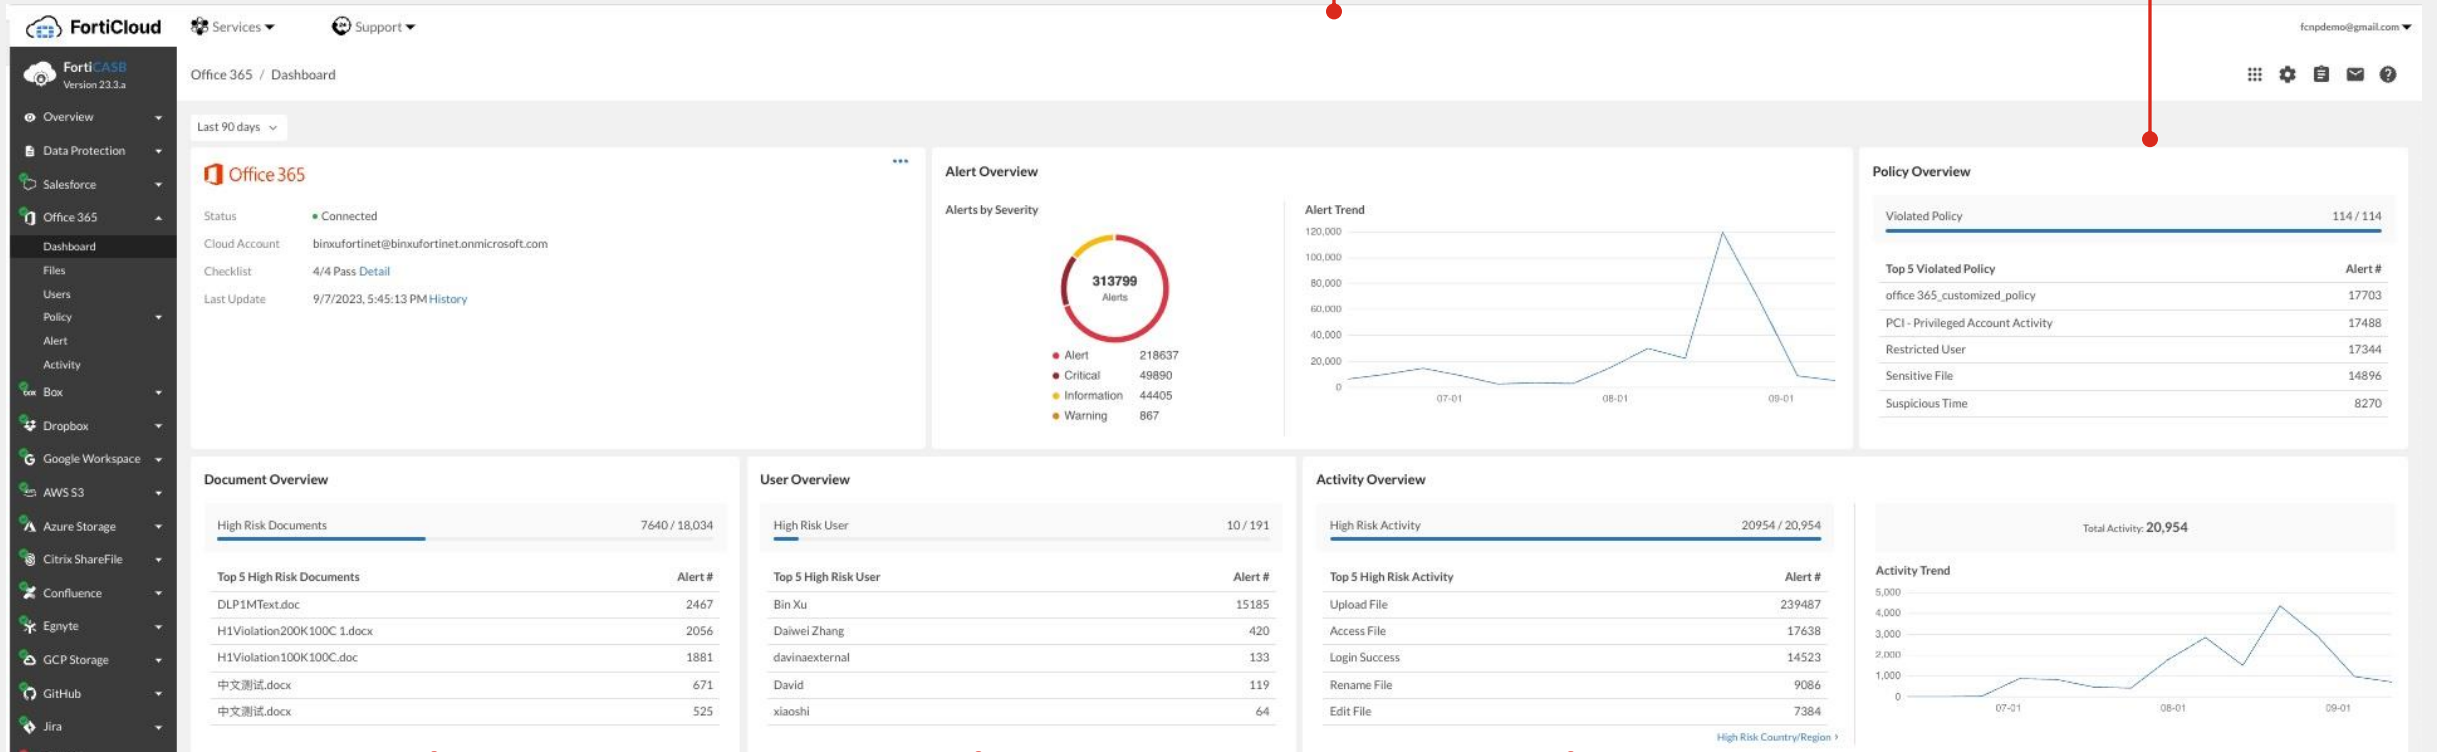 FortiCloud
Services
Support
fcnpdemo@gmail.com
FortiCASB
Version 23.3.a
Office 365 / Dashboard
Overview
Data Protection
Salesforce
Office 365
Dashboard
Files
Users
Policy
Alert
Activity
Box
Dropbox
Google Workspace
AWS S3
Azure Storage
Citrix ShareFile
Confluence
Egnyte
GCP Storage
GitHub
Jira
Last 90 days
Office 365
Status Connected
Cloud Account binxufortinet@binxufortinet.onmicrosoft.com
Checklist 4/4 Pass Detail
Last Update 9/7/2023, 5:45:13 PM History
Alert Overview
Alerts by Severity
313799
Alerts
Alert 218637
Critical 49890
Information 44405
Warning 867
Alert Trend
120,000
100,000
80,000
60,000
40,000
20,000
0
07-01 08-01 09-01
Policy Overview
Violated Policy 114 / 114
Top 5 Violated Policy Alert #
office 365_customized_policy 17703
PCI - Privileged Account Activity 17488
Restricted User 17344
Sensitive File 14896
Suspicious Time 8270
Document Overview
High Risk Documents 7640 / 18,034
Top 5 High Risk Documents Alert #
DLP1MText.doc 2467
H1Violation200K100C 1.docx 2056
H1Violation100K100C.doc 1881
中文测试.docx 671
中文测试.docx 525
User Overview
High Risk User 10 / 191
Top 5 High Risk User Alert #
Bin Xu 15185
Daiwei Zhang 420
davinaexternal 133
David 119
xiaoshi 64
Activity Overview
High Risk Activity 20954 / 20,954
Top 5 High Risk Activity Alert #
Upload File 239487
Access File 17638
Login Success 14523
Rename File 9086
Edit File 7384
High Risk Country/Region ›
Total Activity: 20,954
Activity Trend
5,000
4,000
3,000
2,000
1,000
0
07-01 08-01 09-01